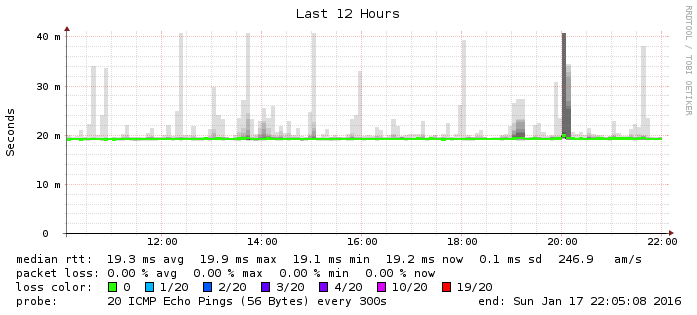 Last 12 Hours
RRDTOOL / TOBI OETIKER
Seconds
40 m
30 m
20 m
10 m
0
12:00 14:00 16:00 18:00 20:00 22:00
median rtt: 19.3 ms avg 19.9 ms max 19.1 ms min 19.2 ms now 0.1 ms sd 246.9 am/s
packet loss: 0.00 % avg 0.00 % max 0.00 % min 0.00 % now
loss color: 0 1/20 2/20 3/20 4/20 10/20 19/20
probe: 20 ICMP Echo Pings (56 Bytes) every 300s end: Sun Jan 17 22:05:08 2016